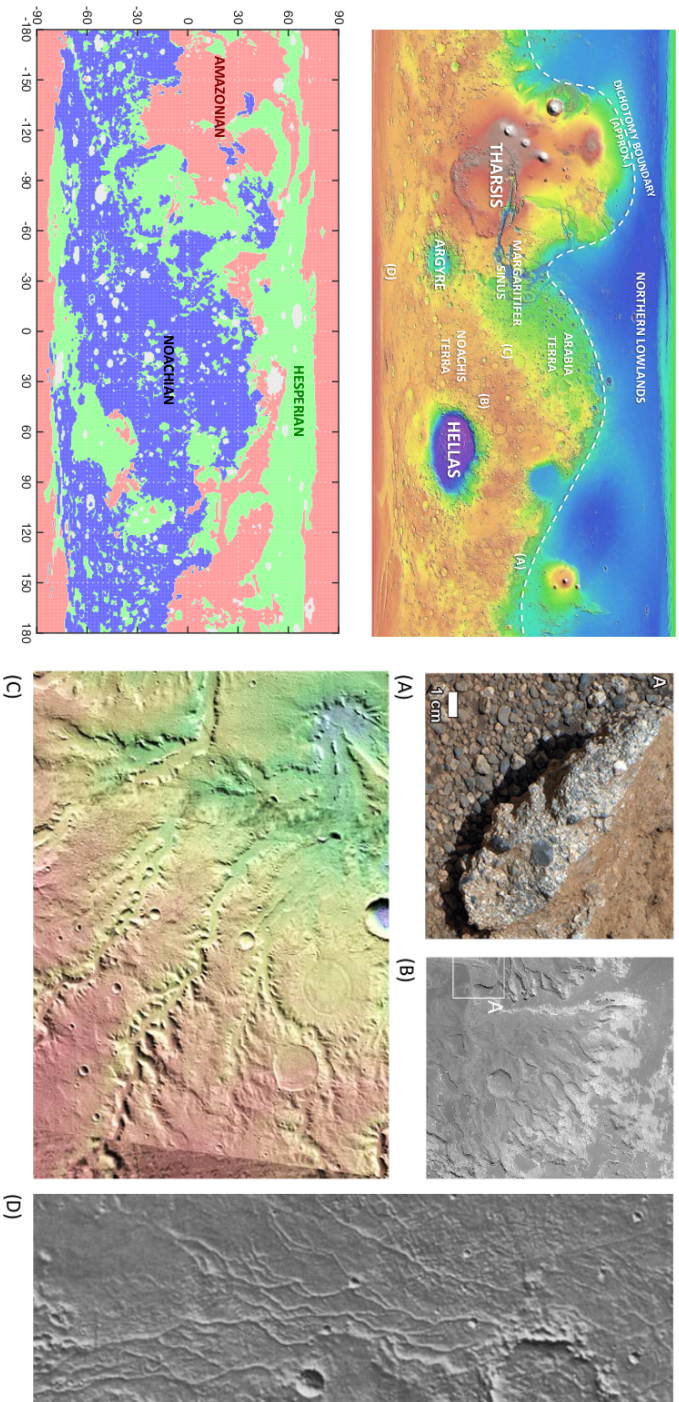 DICHOTOMY BOUNDARY
(APPROX.)
NORTHERN LOWLANDS
THARSIS
MARGARITIFER
SINUS
ARABIA
TERRA
(C)
NOACHIS
TERRA
(B)
ARGYRE
HELLAS
(A)
(D)
90
60
30
0
-30
-60
-90
AMAZONIAN
HESPERIAN
NOACHIAN
-180
-150
-120
-90
-60
-30
0
30
60
90
120
150
180
A
1 cm
(A)
A
(B)
(C)
(D)